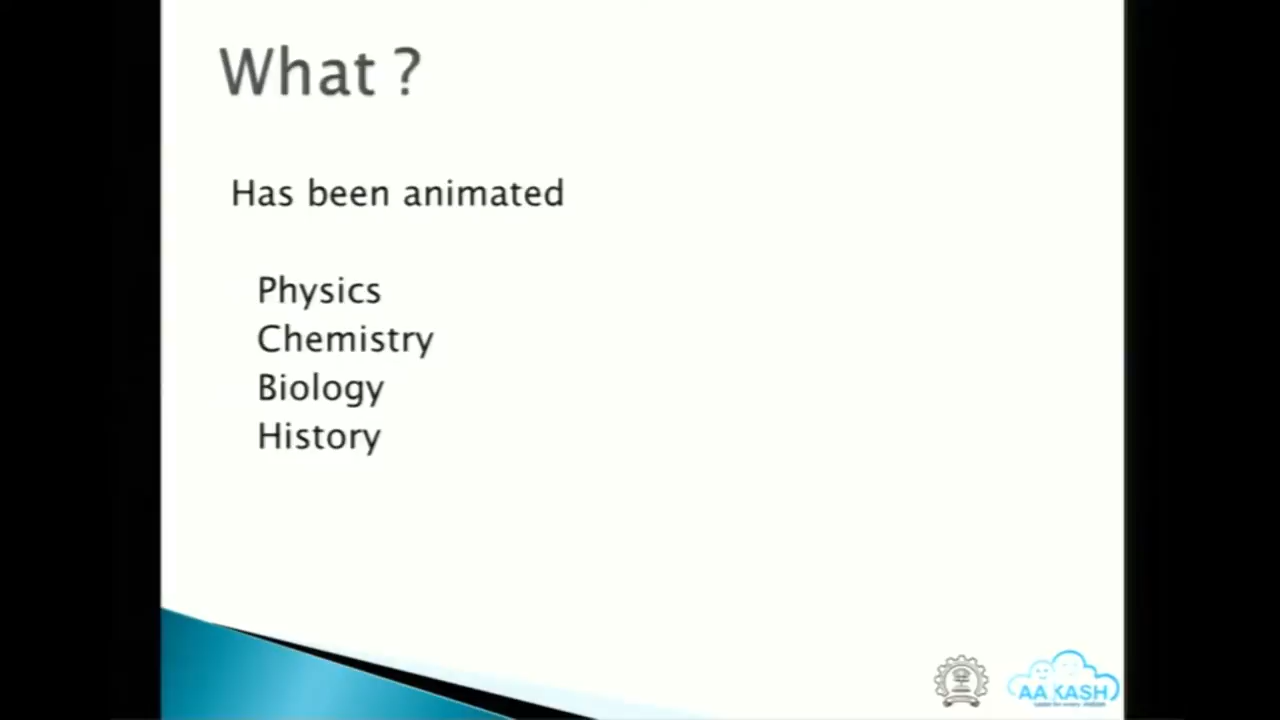 What ?
Has been animated
Physics
Chemistry
Biology
History
AAKASH